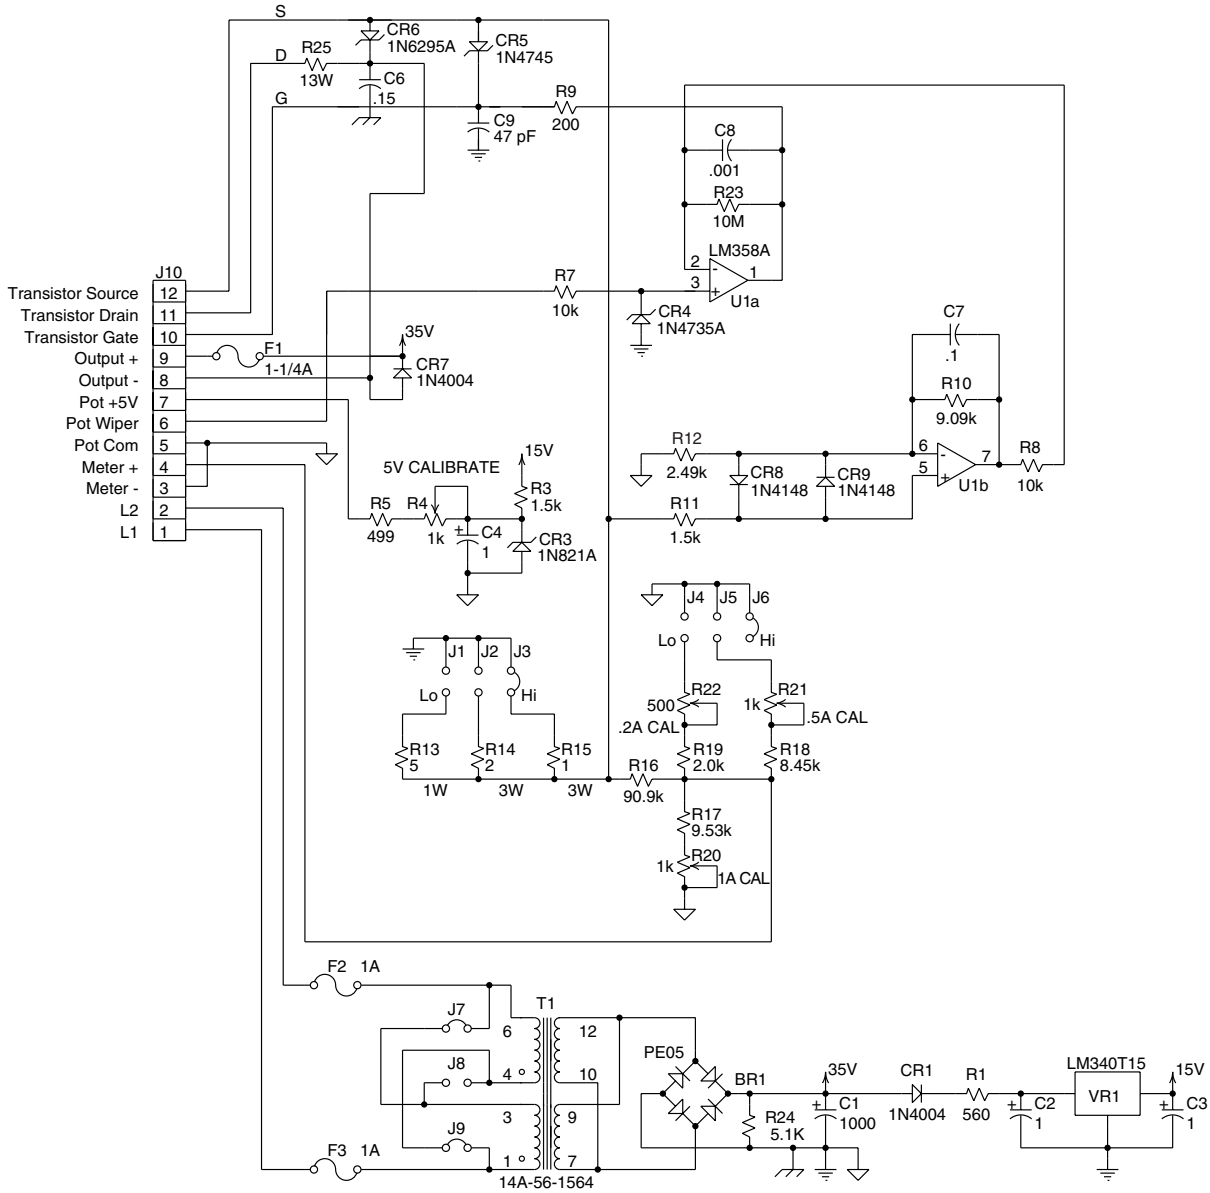 S
CR6
1N6295A
CR5
1N4745
D
R25
13W
C6
.15
G
C9
47 pF
R9
200
C8
.001
R23
10M
LM358A
2
-
3
+
1
U1a
R7
10k
CR4
1N4735A
J10
Transistor Source 12
Transistor Drain 11
Transistor Gate 10
Output + 9
Output - 8
Pot +5V 7
Pot Wiper 6
Pot Com 5
Meter + 4
Meter - 3
L2 2
L1 1
F1
1-1/4A
35V
CR7
1N4004
C7
.1
R10
9.09k
R12
2.49k
CR8
1N4148
CR9
1N4148
6
-
5
+
7
U1b
R8
10k
R11
1.5k
5V CALIBRATE
15V
R3
1.5k
R5
499
R4
1k
+
C4
1
CR3
1N821A
J4
J5
J6
Lo
Hi
J1
J2
J3
Lo
Hi
R22
500
.2A CAL
R21
1k
.5A CAL
R13
5
1W
R14
2
3W
R15
1
3W
R16
90.9k
R19
2.0k
R18
8.45k
R17
9.53k
R20
1k
1A CAL
F2 1A
J7
J8
J9
F3 1A
T1
6
4
3
1
12
10
9
7
14A-56-1564
PE05
BR1
R24
5.1K
35V
+
C1
1000
CR1
1N4004
R1
560
+
C2
1
LM340T15
VR1
15V
+
C3
1